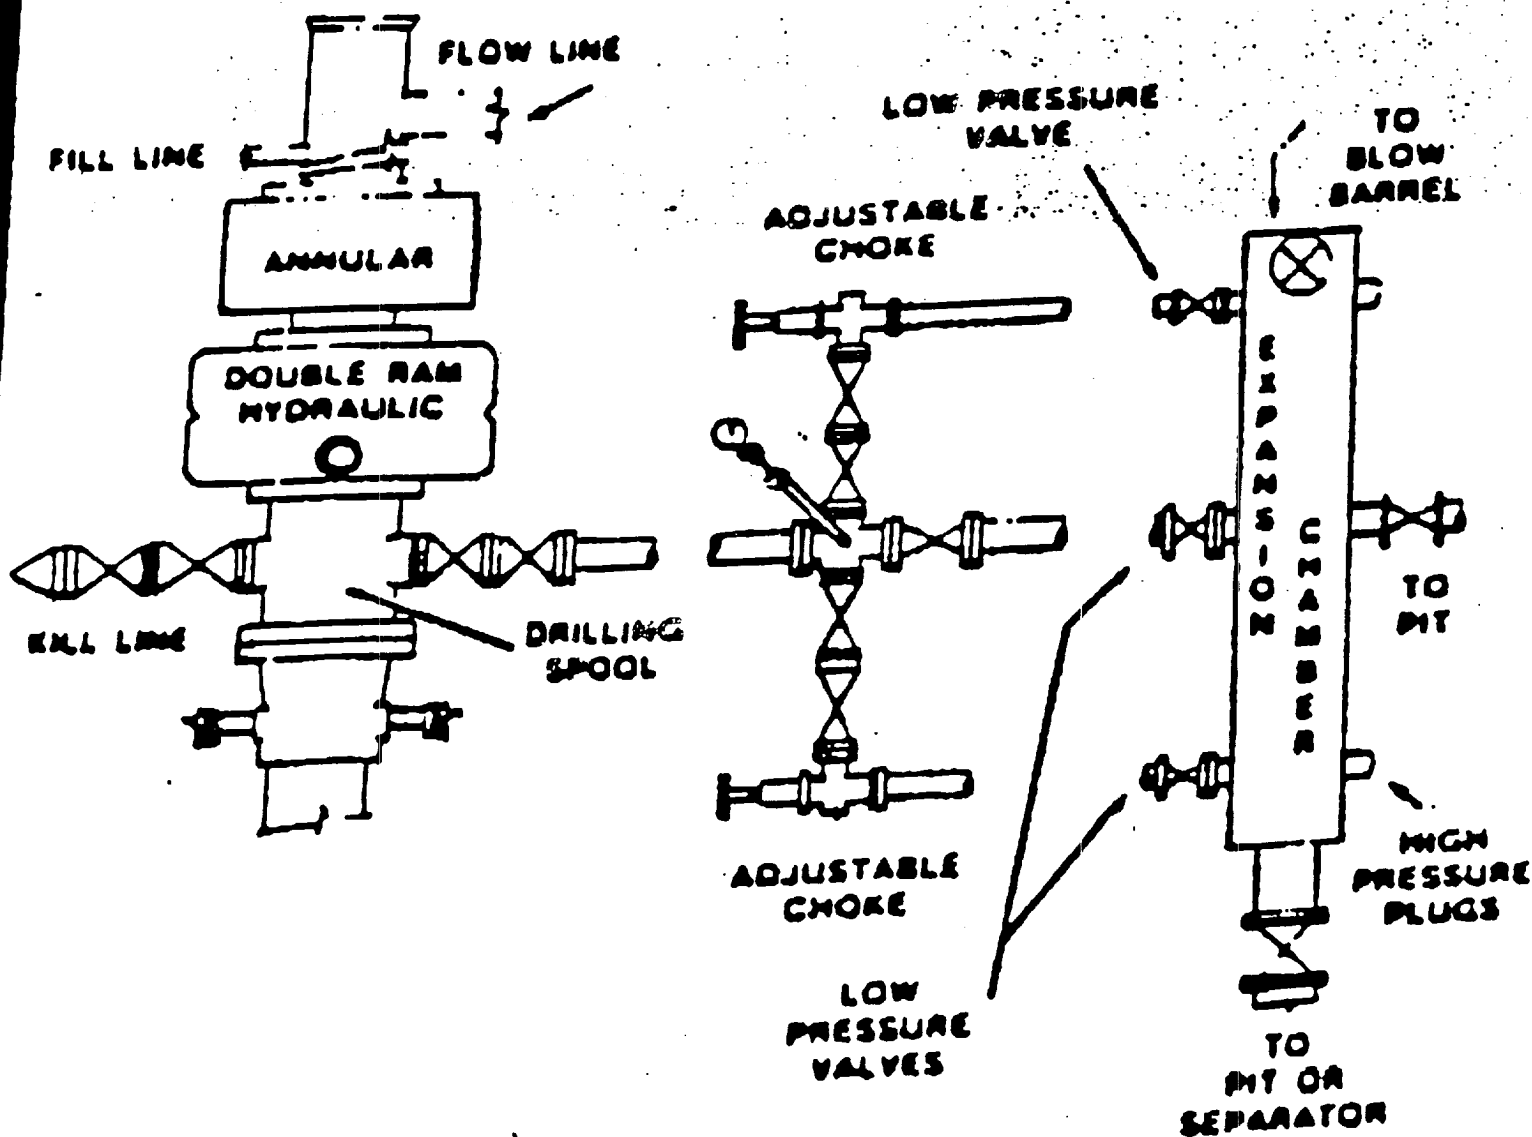 FLOW LINE
FILL LINE
ANNULAR
DOUBLE RAM
HYDRAULIC
KILL LINE
DRILLING
SPOOL
ADJUSTABLE
CHOKE
LOW PRESSURE
VALVE
TO
BLOW
BARREL
EXPANSION
CHAMBER
TO
PIT
ADJUSTABLE
CHOKE
HIGH
PRESSURE
PLUGS
LOW
PRESSURE
VALVES
TO
PIT OR
SEPARATOR